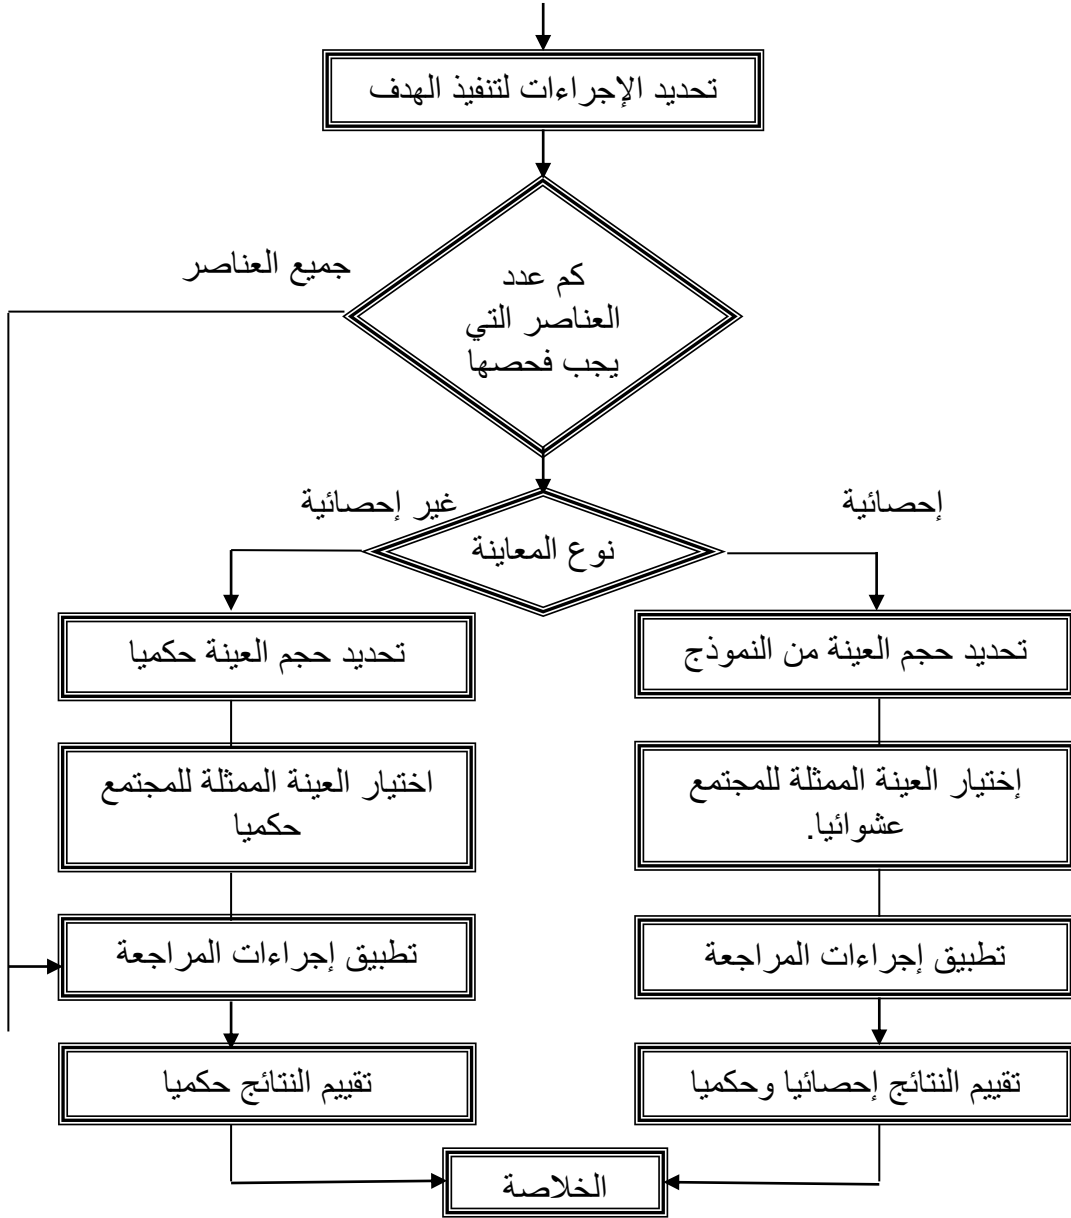 تحديد الإجراءات لتنفيذ الهدف
جميع العناصر
كم عدد
العناصر التي
يجب فحصها
إحصائية
غير إحصائية
نوع المعاينة
تحديد حجم العينة من النموذج
تحديد حجم العينة حكميا
إختيار العينة الممثلة للمجتمع
عشوائيا.
اختيار العينة الممثلة للمجتمع
حكميا
تطبيق إجراءات المراجعة
تطبيق إجراءات المراجعة
تقييم النتائج إحصائيا وحكميا
تقييم النتائج حكميا
الخلاصة